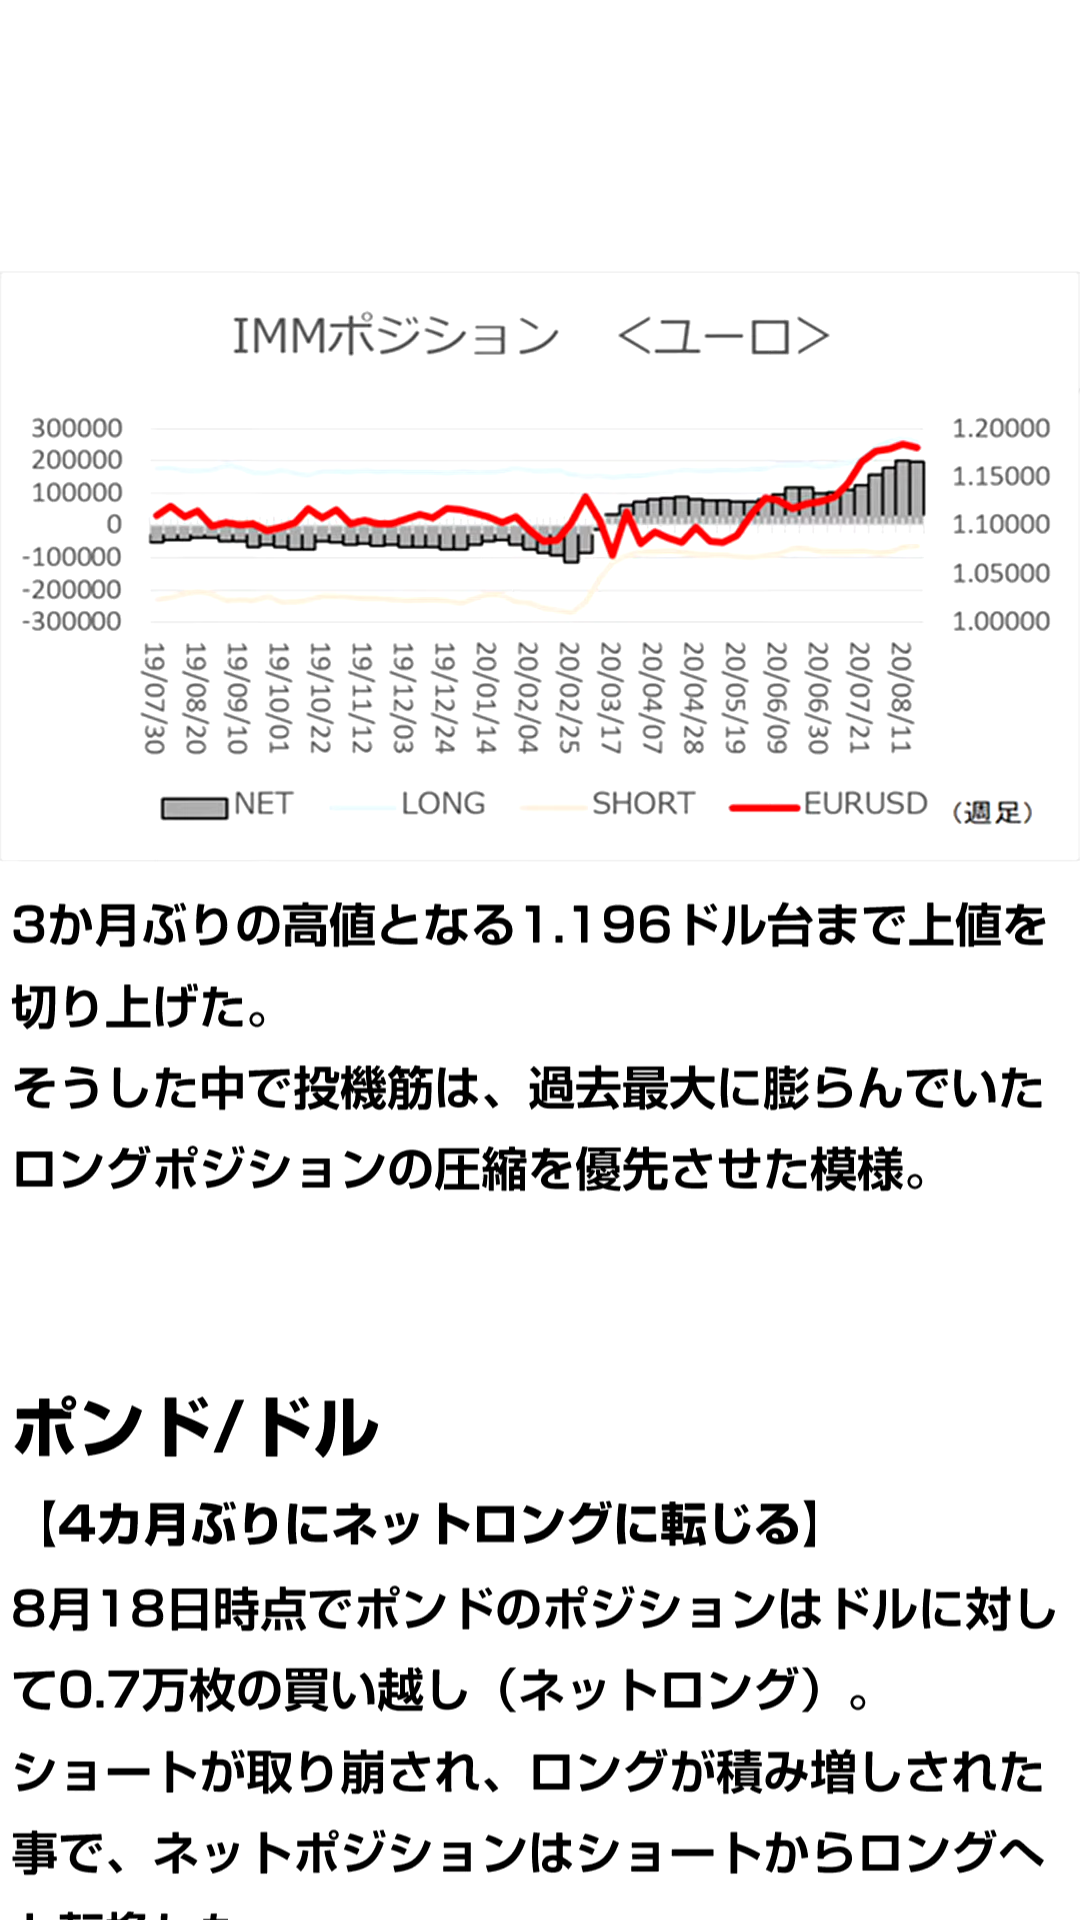 IMMポジション　＜ユーロ＞
300000
200000
100000
0
-100000
-200000
-300000
1.20000
1.15000
1.10000
1.05000
1.00000
19/07/30
19/08/20
19/09/10
19/10/01
19/10/22
19/11/12
19/12/03
19/12/24
20/01/14
20/02/04
20/02/25
20/03/17
20/04/07
20/04/28
20/05/19
20/06/09
20/06/30
20/07/21
20/08/11
NET LONG SHORT EURUSD （週足）
3か月ぶりの高値となる1.196ドル台まで上値を
切り上げた。
そうした中で投機筋は、過去最大に膨らんでいた
ロングポジションの圧縮を優先させた模様。
ポンド/ドル
【4カ月ぶりにネットロングに転じる】
8月18日時点でポンドのポジションはドルに対し
て0.7万枚の買い越し（ネットロング）。
ショートが取り崩され、ロングが積み増しされた
事で、ネットポジションはショートからロングへ